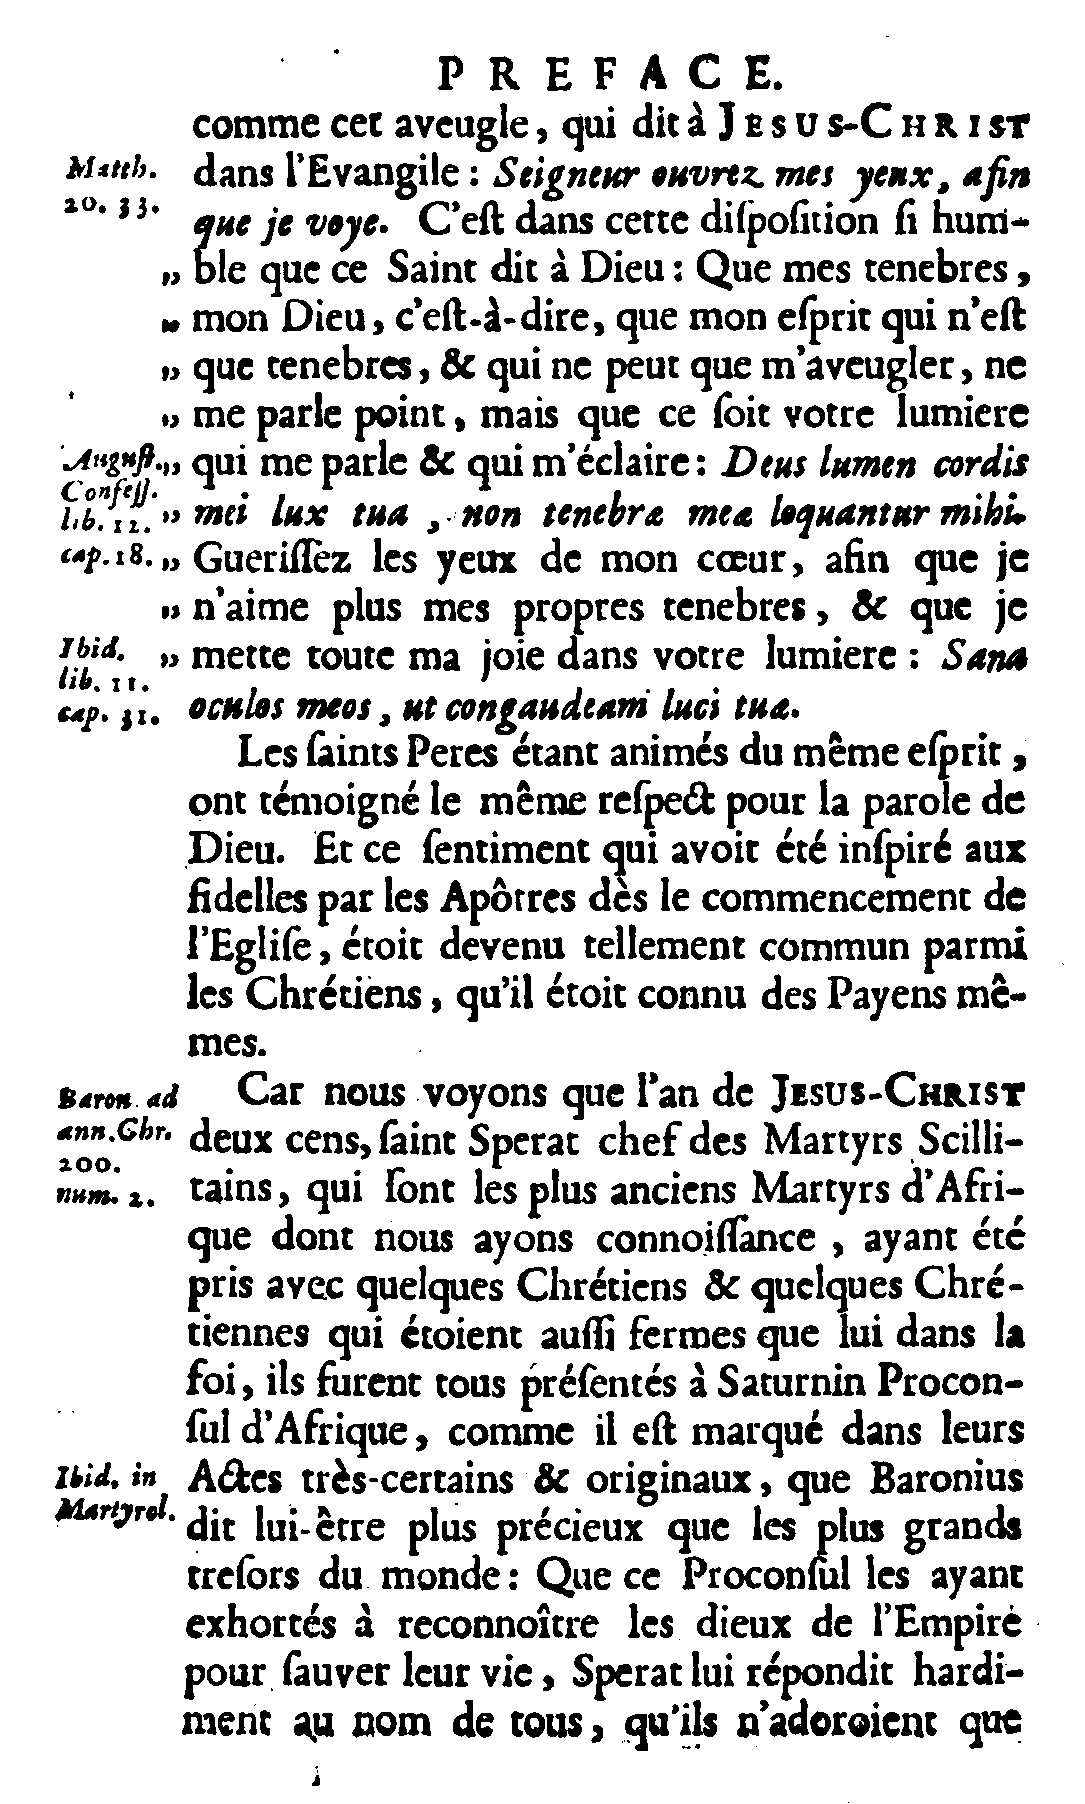 PREFACE.
comme cet aveugle, qui dit à JESUS-CHRIST
Matth. dans l'Evangile : Seigneur ouvrez mes yeux, afin
20. 33. que je voye. C'eſt dans cette diſpoſition ſi hum-
„ ble que ce Saint dit à Dieu : Que mes tenebres,
„ mon Dieu, c'eſt-à-dire, que mon eſprit qui n'eſt
„ que tenebres, & qui ne peut que m'aveugler, ne
„ me parle point, mais que ce ſoit votre lumiere
Auguſt. „ qui me parle & qui m'éclaire : Deus lumen cordis
Confeſſ.
lib. 12. „ mei lux tua, non tenebræ meæ loquantur mihi.
cap. 18. „ Gueriſſez les yeux de mon cœur, afin que je
„ n'aime plus mes propres tenebres, & que je
Ibid. „ mette toute ma joie dans votre lumiere : Sana
lib. 11.
cap. 31. oculos meos, ut congaudeam luci tuæ.
Les ſaints Peres étant animés du même eſprit,
ont témoigné le même reſpect pour la parole de
Dieu. Et ce ſentiment qui avoit été inſpiré aux
fidelles par les Apôtres dès le commencement de
l'Egliſe, étoit devenu tellement commun parmi
les Chrétiens, qu'il étoit connu des Payens mê-
mes.
Baron. ad Car nous voyons que l'an de JESUS-CHRIST
ann. Chr. deux cens, ſaint Sperat chef des Martyrs Scilli-
200.
num. 2. tains, qui ſont les plus anciens Martyrs d'Afri-
que dont nous ayons connoiſſance, ayant été
pris avec quelques Chrétiens & quelques Chré-
tiennes qui étoient auſſi fermes que lui dans la
foi, ils furent tous préſentés à Saturnin Procon-
ſul d'Afrique, comme il eſt marqué dans leurs
Ibid. in Actes très-certains & originaux, que Baronius
Martyrol. dit lui-être plus précieux que les plus grands
treſors du monde : Que ce Proconſul les ayant
exhortés à reconnoître les dieux de l'Empire
pour ſauver leur vie, Sperat lui répondit hardi-
ment au nom de tous, qu'ils n'adoroient que